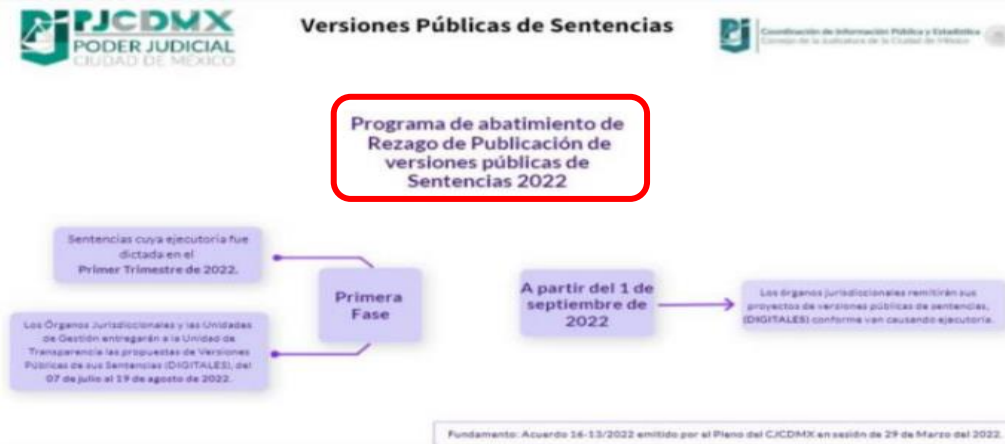 PJCDMX
PODER JUDICIAL
CIUDAD DE MÉXICO
Versiones Públicas de Sentencias
Coordinación de Información Pública y Estadística
Consejo de la Judicatura de la Ciudad de México
Programa de abatimiento de
Rezago de Publicación de
versiones públicas de
Sentencias 2022
Sentencias cuya ejecutoria fue
dictada en el
Primer Trimestre de 2022.
Primera
Fase
Los Órganos Jurisdiccionales y las Unidades
de Gestión entregarán a la Unidad de
Transparencia las propuestas de Versiones
Públicas de sus Sentencias (DIGITALES), del
07 de julio al 19 de agosto de 2022.
A partir del 1 de
septiembre de
2022
Los órganos jurisdiccionales remitirán sus
proyectos de versiones públicas de sentencias,
(DIGITALES) conforme van causando ejecutoria.
Fundamento: Acuerdo 16-13/2022 emitido por el Pleno del CJCDMX en sesión de 29 de Marzo del 2022.